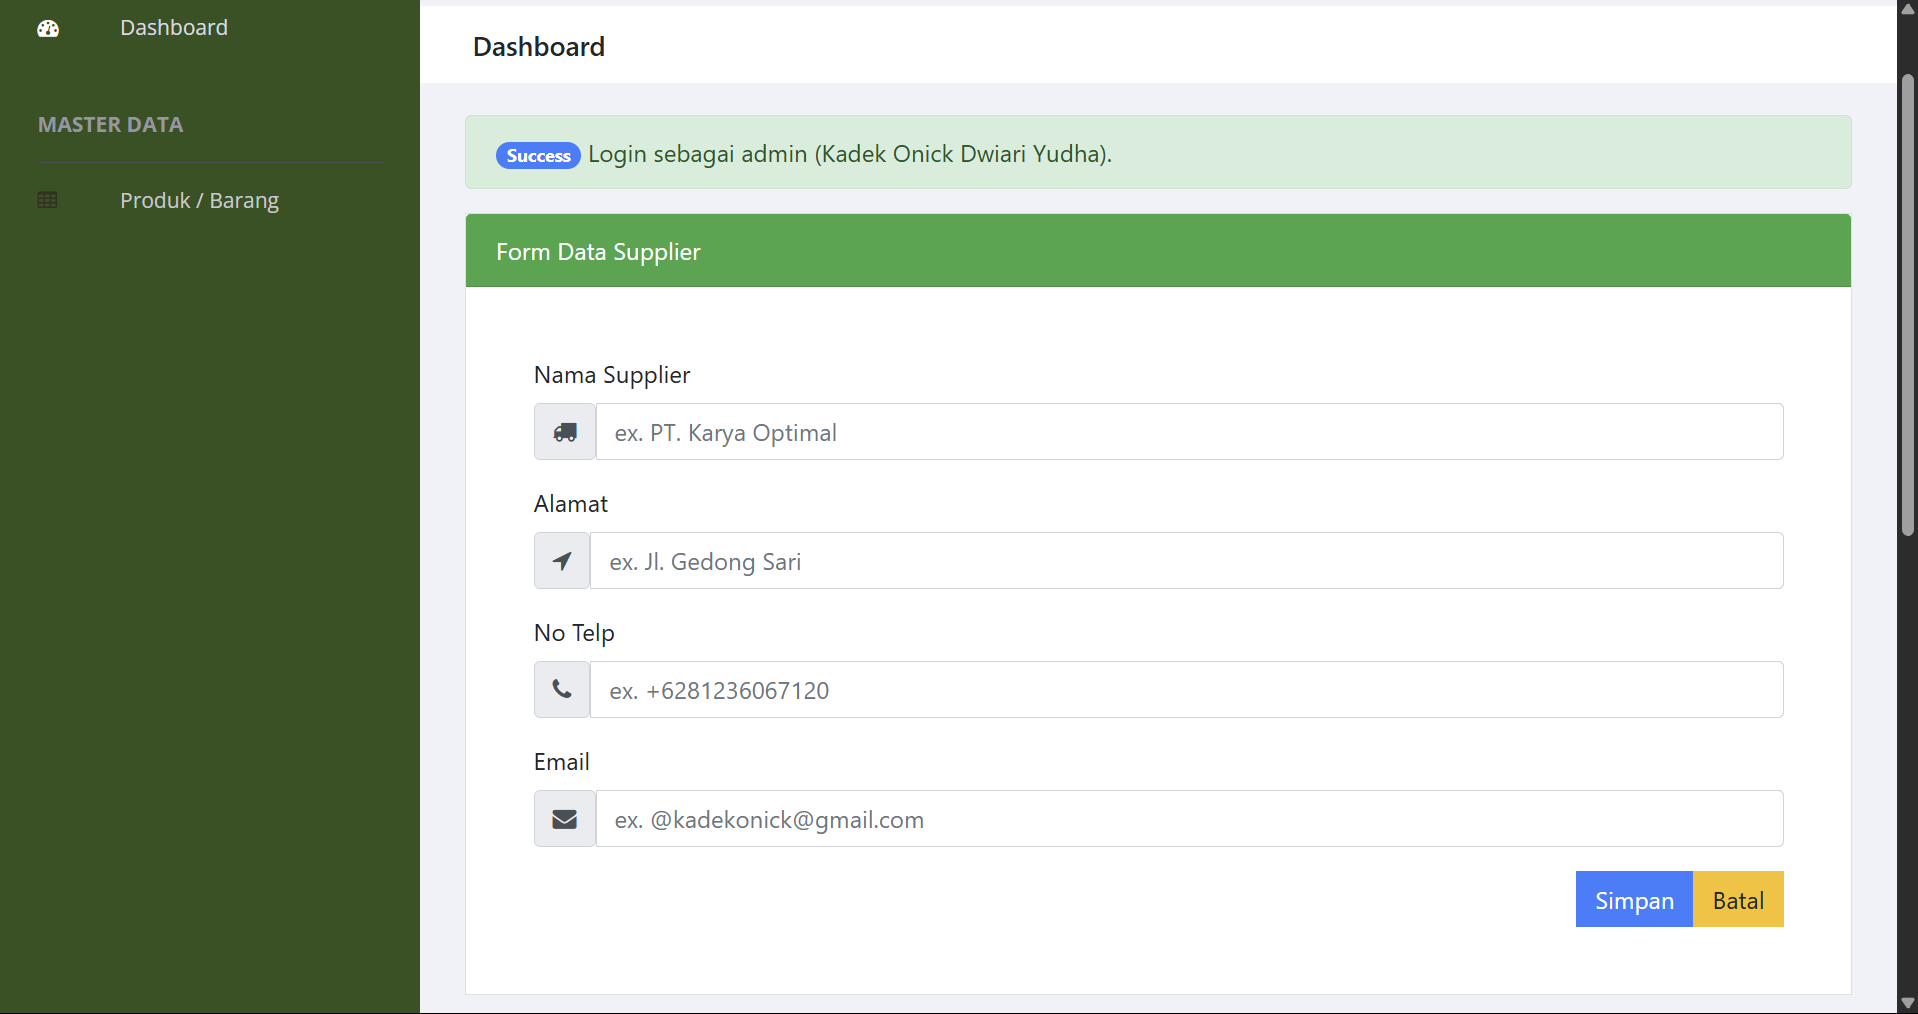 Dashboard
MASTER DATA
Produk / Barang
Dashboard
Success Login sebagai admin (Kadek Onick Dwiari Yudha).
Form Data Supplier
Nama Supplier
ex. PT. Karya Optimal
Alamat
ex. Jl. Gedong Sari
No Telp
ex. +6281236067120
Email
ex. @kadekonick@gmail.com
Simpan Batal